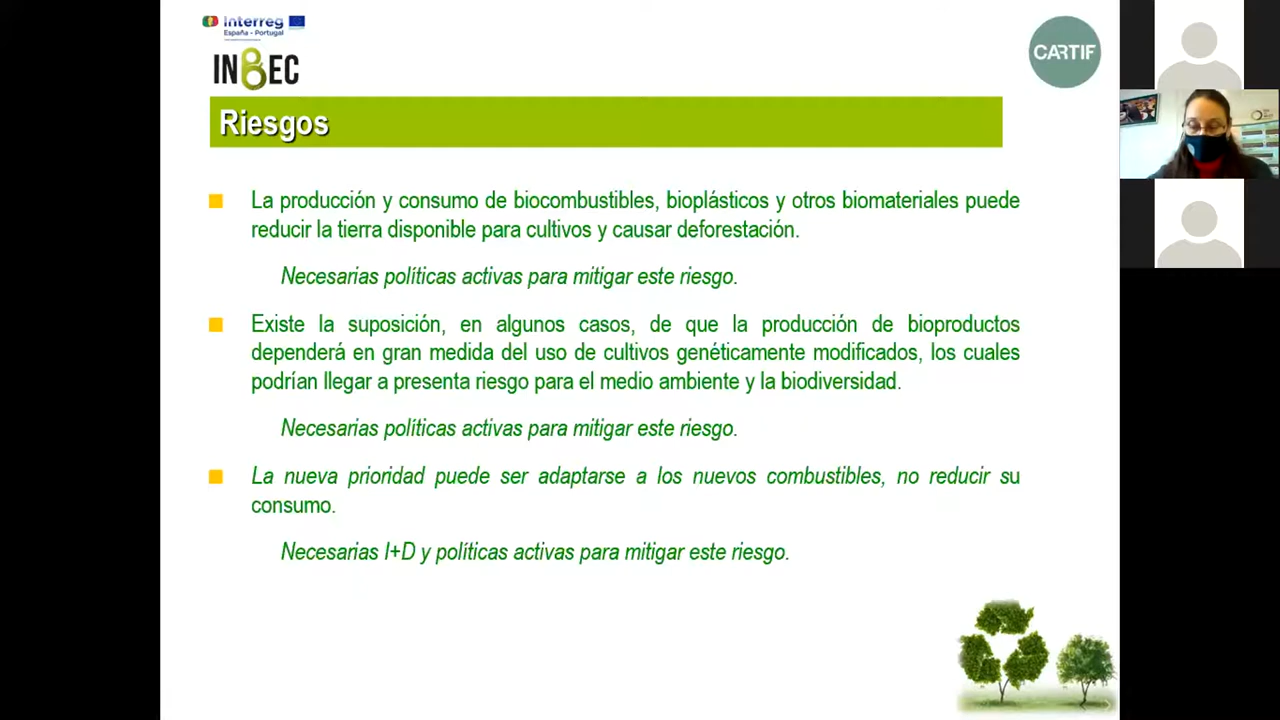 Interreg
España - Portugal
INBEC
CARTIF
Riesgos
La producción y consumo de biocombustibles, bioplásticos y otros biomateriales puede
reducir la tierra disponible para cultivos y causar deforestación.
Necesarias políticas activas para mitigar este riesgo.
Existe la suposición, en algunos casos, de que la producción de bioproductos
dependerá en gran medida del uso de cultivos genéticamente modificados, los cuales
podrían llegar a presenta riesgo para el medio ambiente y la biodiversidad.
Necesarias políticas activas para mitigar este riesgo.
La nueva prioridad puede ser adaptarse a los nuevos combustibles, no reducir su
consumo.
Necesarias I+D y políticas activas para mitigar este riesgo.